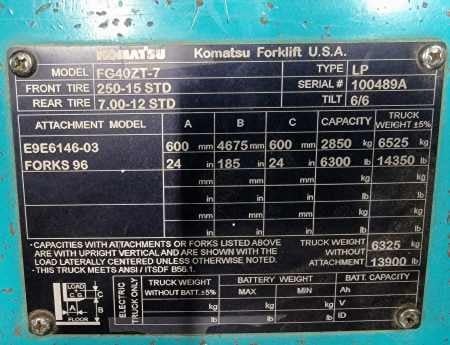 KOMATSU Komatsu Forklift U.S.A.
MODEL FG40ZT-7 TYPE LP
FRONT TIRE 250-15 STD SERIAL# 100489A
REAR TIRE 7.00-12 STD TILT 6/6
ATTACHMENT MODEL A B C CAPACITY TRUCK WEIGHT ±5%
E9E6146-03 600 mm 4675 mm 600 mm 2850 kg 6525 kg
FORKS 96 24 in 185 in 24 in 6300 lb 14350 lb
mm mm mm kg kg
in in in lb lb
mm mm mm kg kg
in in in lb lb
mm mm mm kg kg
in in in lb lb
•CAPACITIES WITH ATTACHMENTS OR FORKS LISTED ABOVE
ARE WITH UPRIGHT VERTICAL AND WITH CENTER OF THE
LOAD LATERALLY CENTERED UNLESS OTHERWISE NOTED.
•THIS TRUCK MEETS ANSI / ITSDF B56.1.
TRUCK WEIGHT 6325 kg
WITHOUT
ATTACHMENT 13900 lb
LOAD
C G
A
B
C
FLOOR
ELECTRIC TRUCK ONLY
TRUCK WEIGHT BATTERY WEIGHT BATT. CAPACITY
WITHOUT BATT.±5% MAX MIN Ah
kg kg kg V
lb lb lb ID